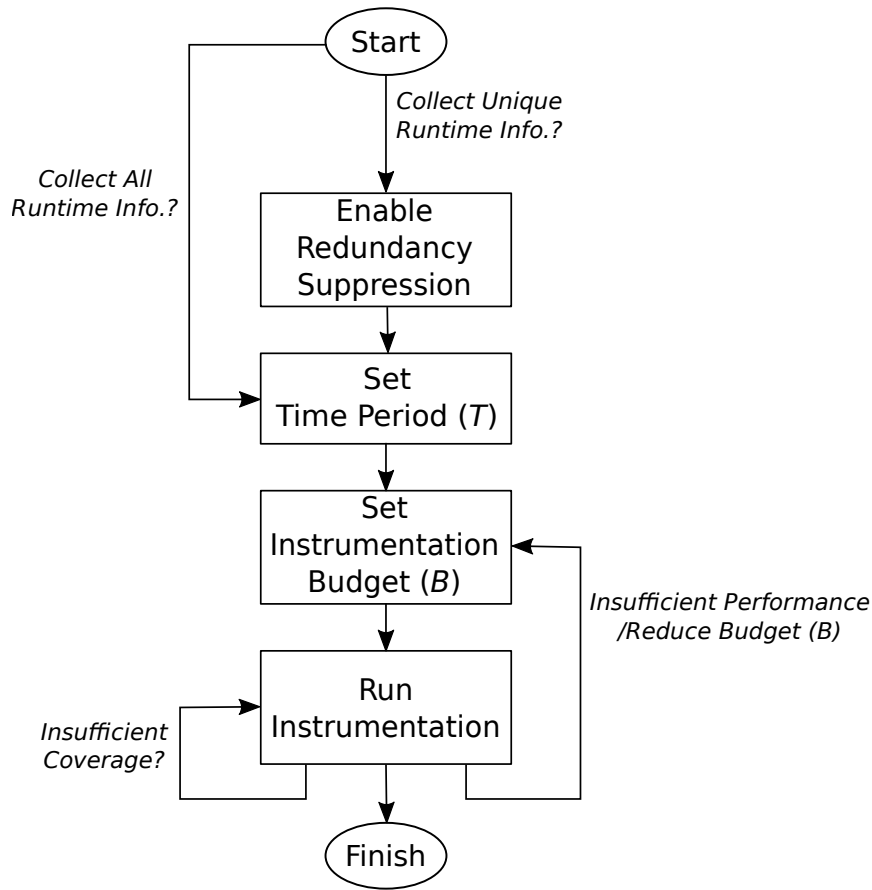 Start
Collect Unique
Runtime Info.?
Collect All
Runtime Info.?
Enable
Redundancy
Suppression
Set
Time Period (T)
Set
Instrumentation
Budget (B)
Insufficient Performance
/Reduce Budget (B)
Run
Instrumentation
Insufficient
Coverage?
Finish